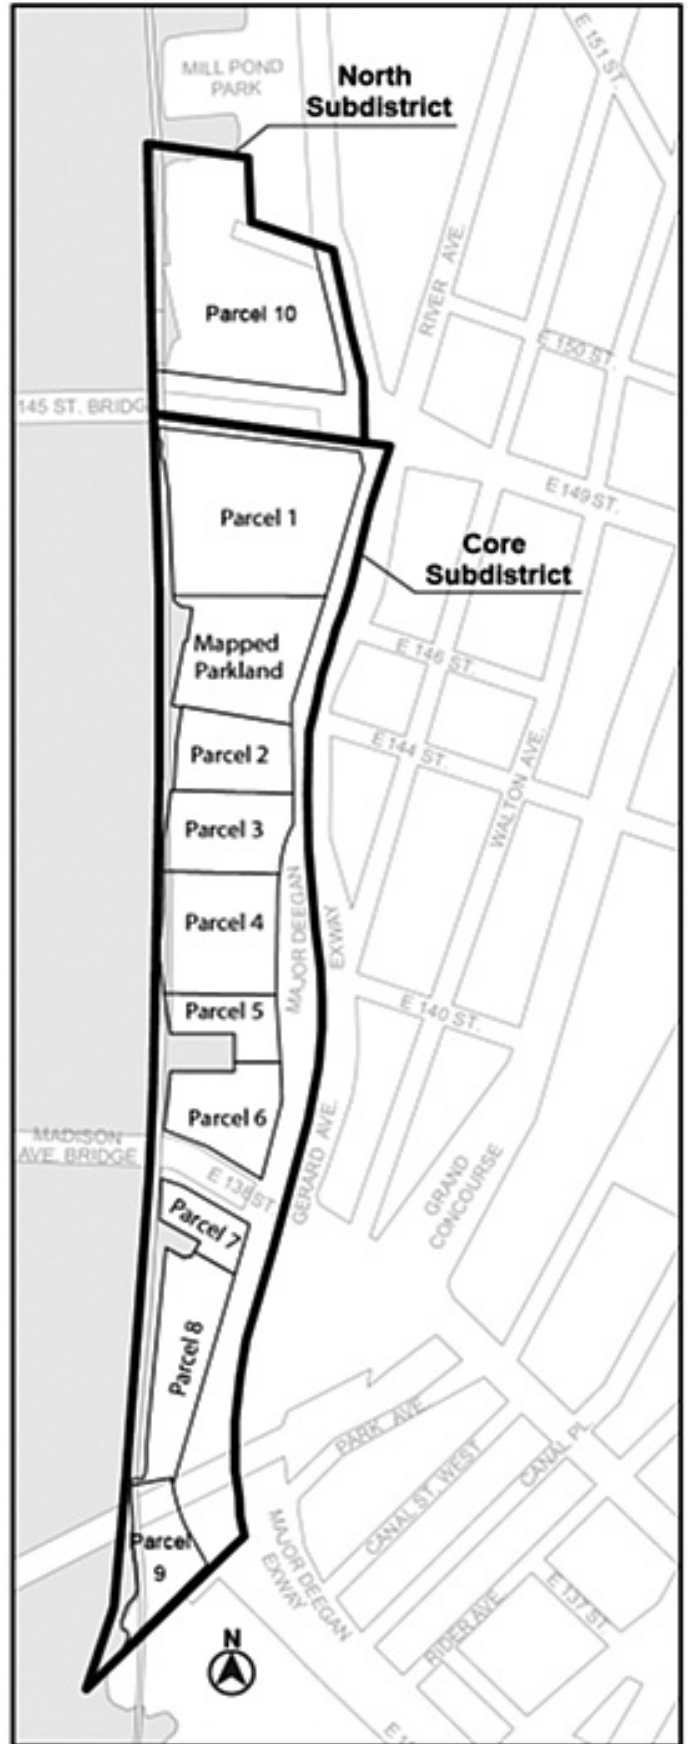 E 151 ST.
MILL POND
PARK
North
Subdistrict
RIVER AVE.
Parcel 10
E 150 ST.
145 ST. BRIDG
E 149 ST.
Parcel 1
Core
Subdistrict
Mapped
Parkland
E 146 ST.
Parcel 2
E 144 ST.
WALTON AVE.
Parcel 3
MAJOR DEEGAN
EXWAY
Parcel 4
Parcel 5
E 140 ST.
Parcel 6
MADISON
AVE. BRIDGE
E 138 ST
GERARD AVE.
GRAND
CONCOURSE
Parcel 7
Parcel 8
PARK AVE.
CANAL ST. WEST
CANAL PL.
Parcel
9
MAJOR DEEGAN
EXWAY
RIDER AVE
E 137 ST.
N